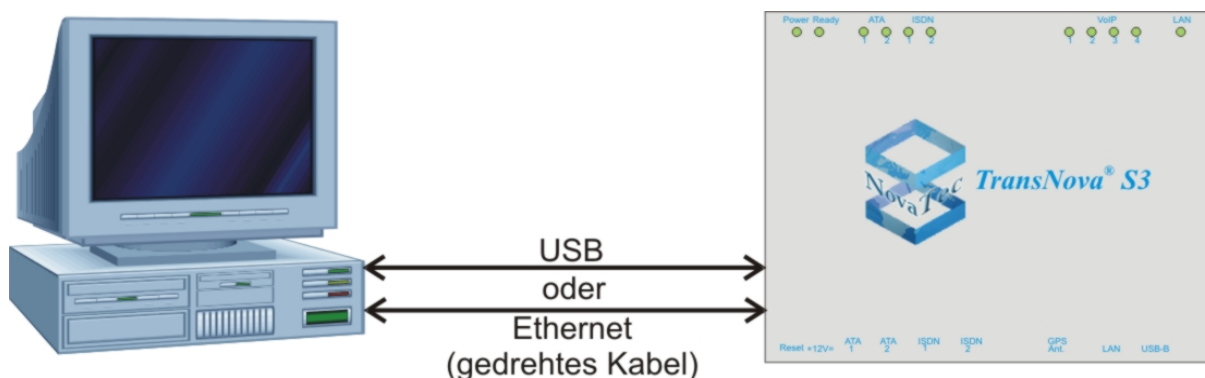 Power Ready ATA ISDN VoIP LAN
1 2 1 2 1 2 3 4
NovaTec
TransNova® S3
USB
oder
Ethernet
(gedrehtes Kabel)
Reset =12V= ATA 1 ATA 2 ISDN 1 ISDN 2 GPS Ant. LAN USB-B